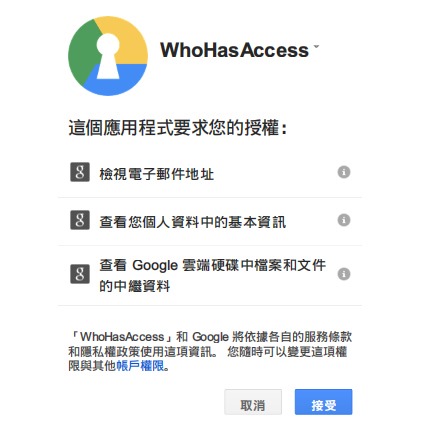 WhoHasAccess
這個應用程式要求您的授權：
檢視電子郵件地址
查看您個人資料中的基本資訊
查看 Google 雲端硬碟中檔案和文件
的中繼資料
「WhoHasAccess」和 Google 將依據各自的服務條款
和隱私權政策使用這項資訊。 您隨時可以變更這項權
限與其他帳戶權限。
取消
接受